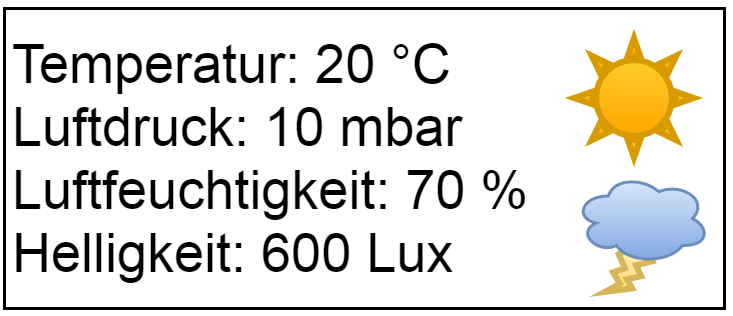 Temperatur: 20 °C
Luftdruck: 10 mbar
Luftfeuchtigkeit: 70 %
Helligkeit: 600 Lux